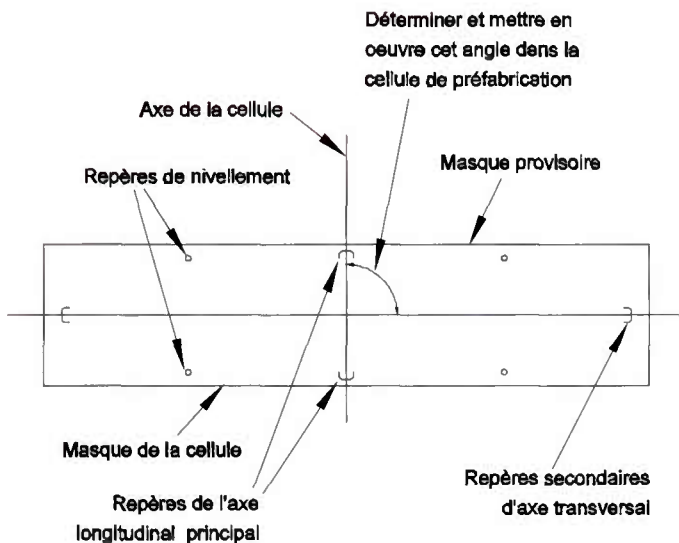 Déterminer et mettre en
oeuvre cet angle dans la
cellule de préfabrication
Axe de la cellule
Masque provisoire
Repères de nivellement
Masque de la cellule
Repères de l'axe
longitudinal principal
Repères secondaires
d'axe transversal